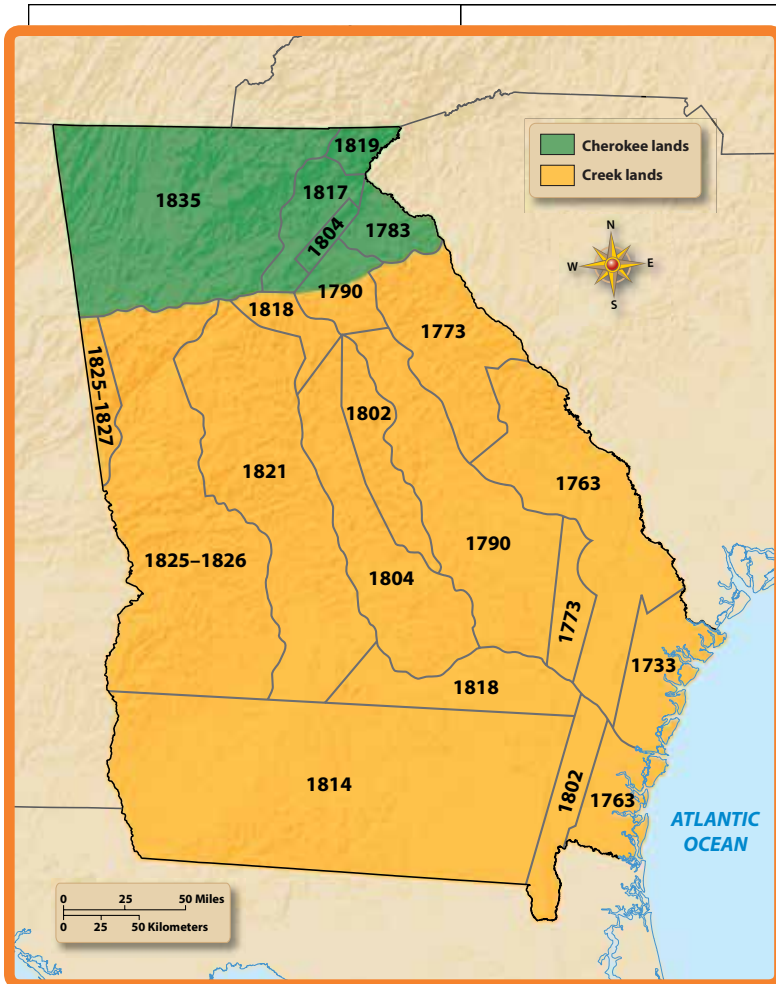 1819
Cherokee lands
Creek lands
1817
1835
1804
1783
N
W
E
S
1790
1818
1773
1825–1827
1802
1821
1763
1790
1825–1826
1804
1773
1733
1818
1814
1802
1763
ATLANTIC
OCEAN
0 25 50 Miles
0 25 50 Kilometers